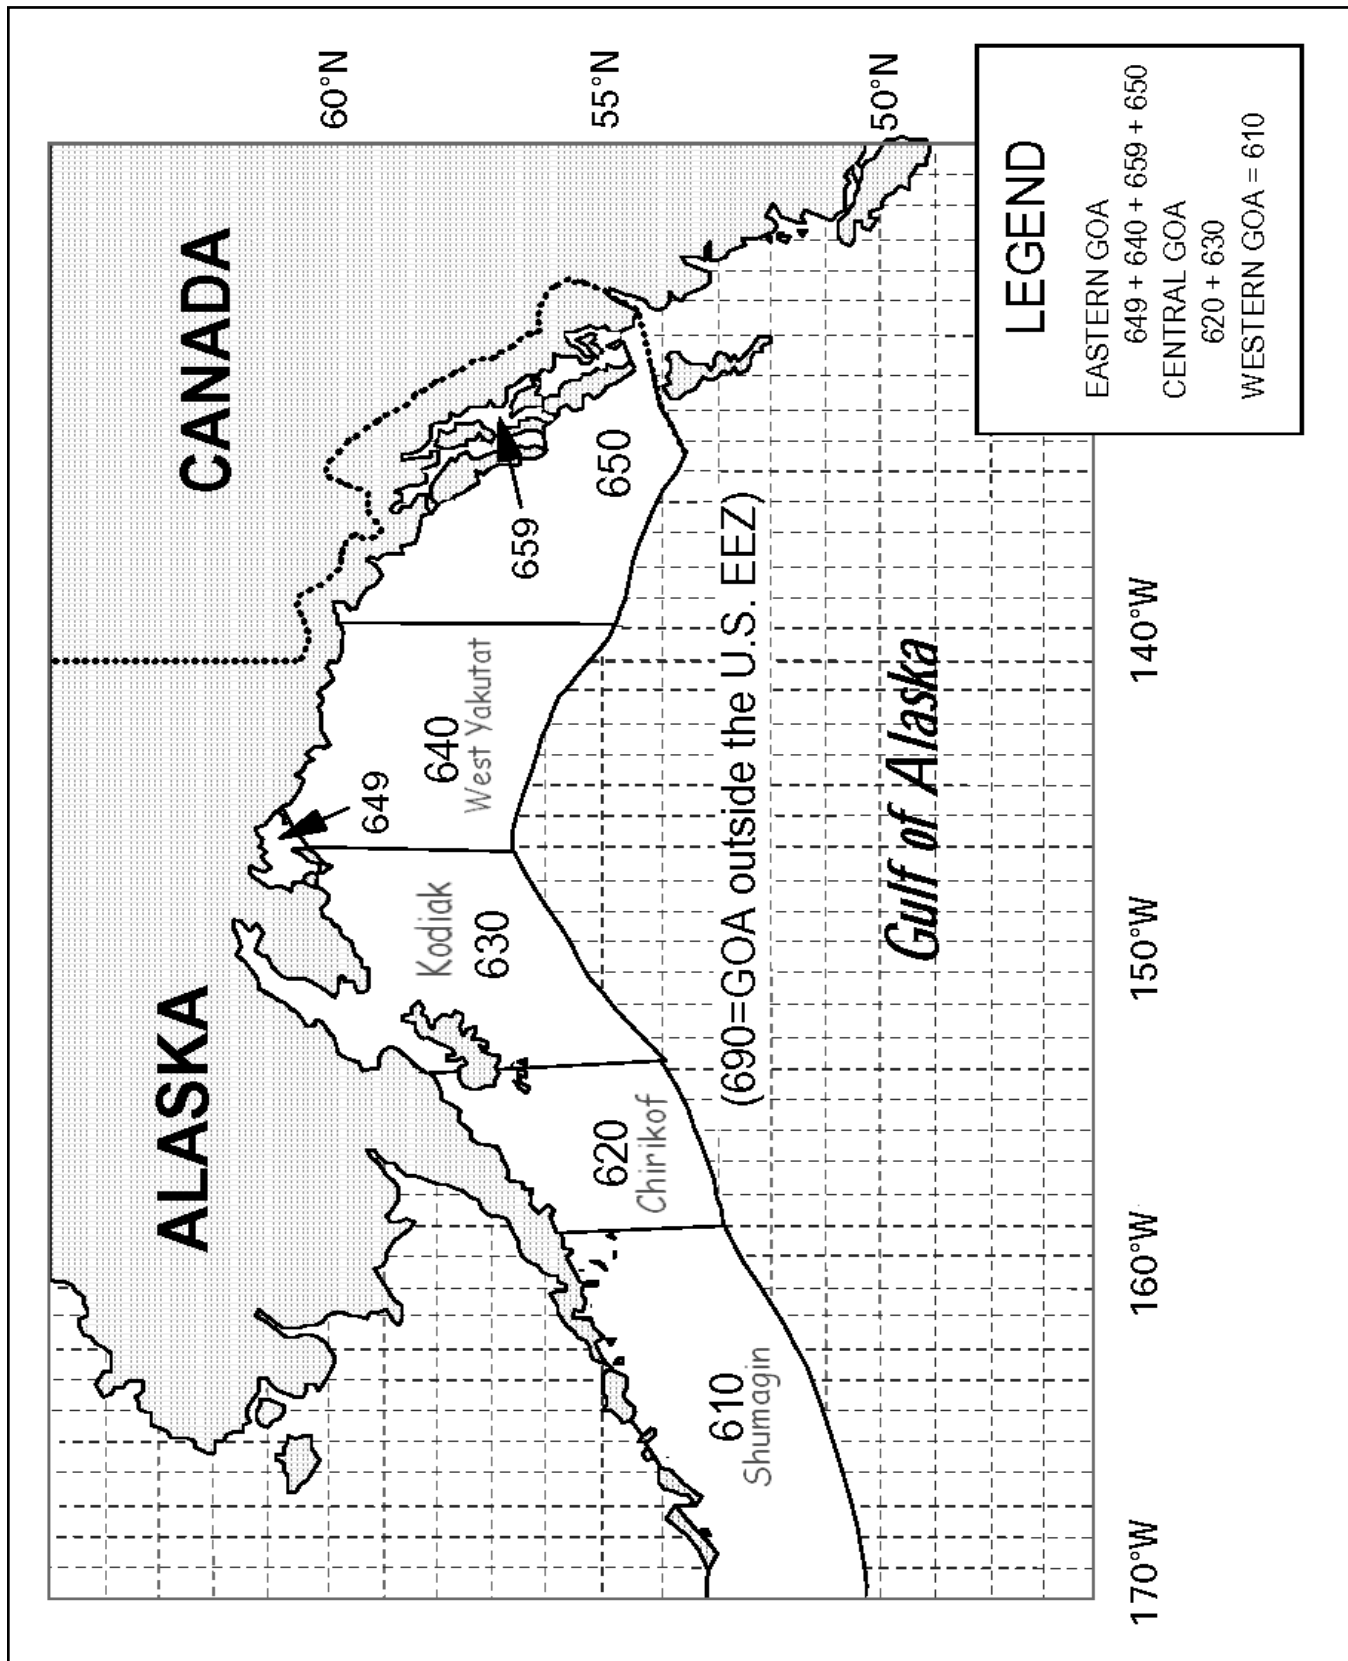 ALASKA
CANADA
60°N
55°N
50°N
649
659
640
West Yakutat
650
Kodiak
630
620
Chirikof
610
Shumagin
(690=GOA outside the U.S. EEZ)
Gulf of Alaska
170°W
160°W
150°W
140°W
LEGEND
EASTERN GOA
649 + 640 + 659 + 650
CENTRAL GOA
620 + 630
WESTERN GOA = 610